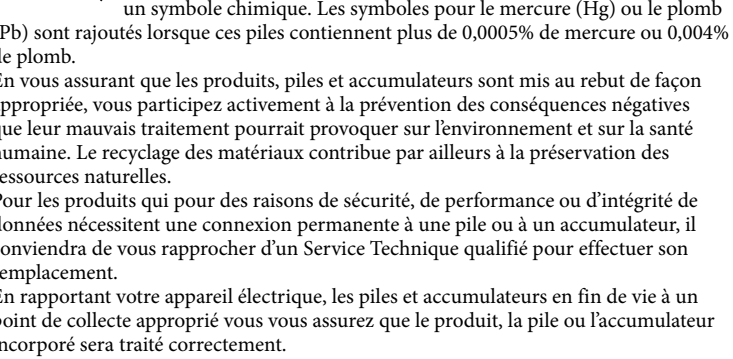 un symbole chimique. Les symboles pour le mercure (Hg) ou le plomb
Pb) sont rajoutés lorsque ces piles contiennent plus de 0,0005% de mercure ou 0,004%
de plomb.
En vous assurant que les produits, piles et accumulateurs sont mis au rebut de façon
appropriée, vous participez activement à la prévention des conséquences négatives
que leur mauvais traitement pourrait provoquer sur l’environnement et sur la santé
humaine. Le recyclage des matériaux contribue par ailleurs à la préservation des
ressources naturelles.
Pour les produits qui pour des raisons de sécurité, de performance ou d’intégrité de
données nécessitent une connexion permanente à une pile ou à un accumulateur, il
conviendra de vous rapprocher d’un Service Technique qualifié pour effectuer son
remplacement.
En rapportant votre appareil électrique, les piles et accumulateurs en fin de vie à un
point de collecte approprié vous vous assurez que le produit, la pile ou l’accumulateur
incorporé sera traité correctement.